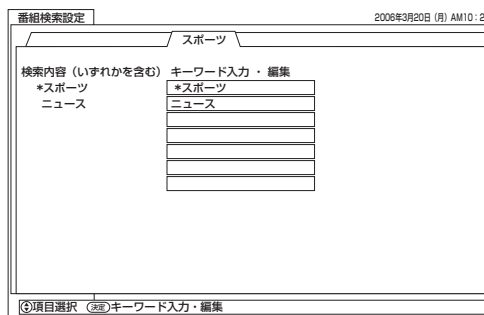 番組検索設定 2006年3月20日(月) AM10:2
スポーツ
検索内容(いずれかを含む) キーワード入力・編集
*スポーツ *スポーツ
ニュース ニュース
項目選択 決定 キーワード入力・編集